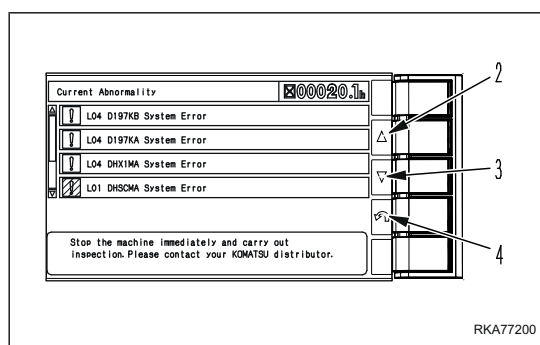 Current Abnormality
00020.1h
L04 D197KB System Error
L04 D197KA System Error
L04 DHX1MA System Error
L01 DHSCMA System Error
Stop the machine immediately and carry out
inspection. Please contact your KOMATSU distributor.
2
3
4
RKA77200